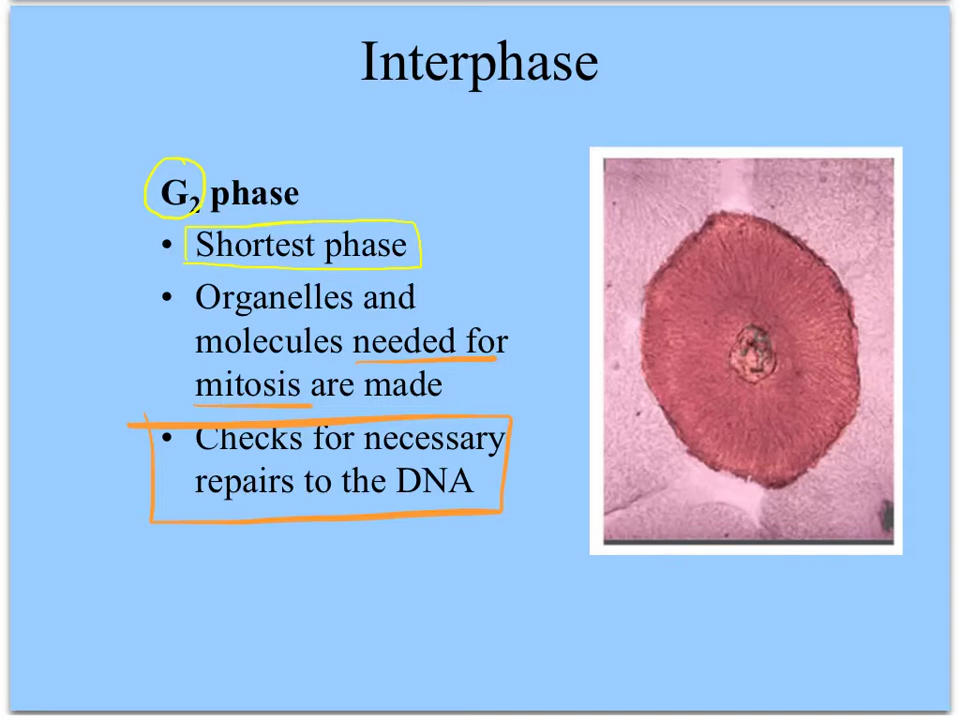 Interphase
G₂ phase
• Shortest phase
• Organelles and
molecules needed for
mitosis are made
• Checks for necessary
repairs to the DNA